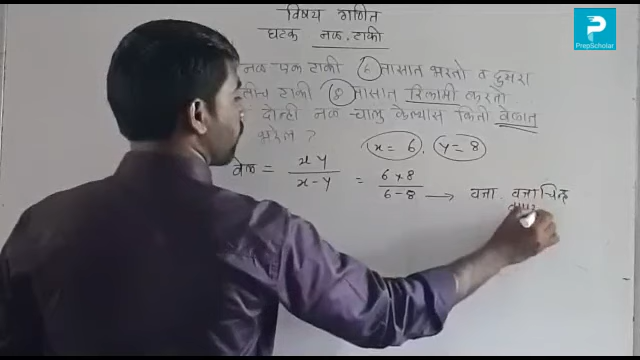 विषय गणित
घटक नळ. टाकी
नळ एक टाकी 6 तासात भरतो व दुसरा
तीच टाकी 8 तासात रिकामी करतो
दोन्ही नळ चालु केल्यास किती वेळात
भरेल ?
x = 6, y = 8
वेळ = xy / x - y = 6 x 8 / 6 - 8 → वजा. वजाचिन्ह
PrepScholar